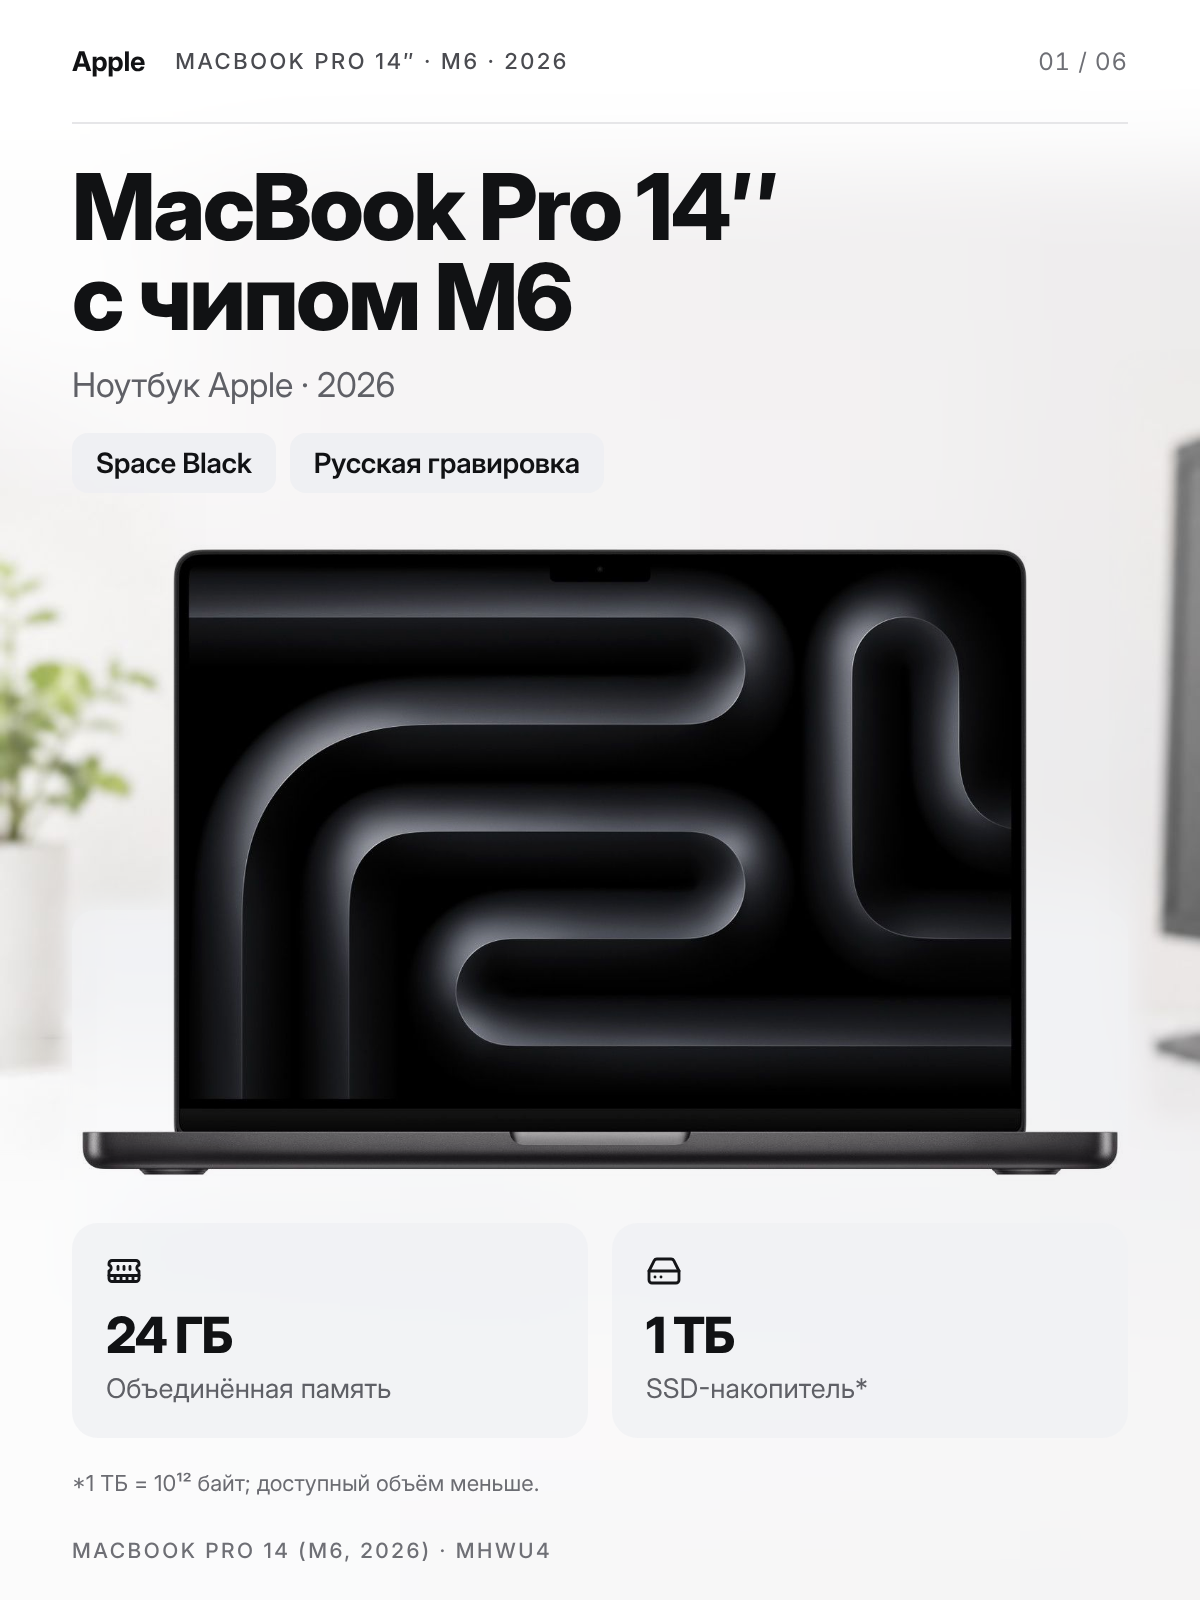 Apple MACBOOK PRO 14″ · M6 · 2026 01 / 06
MacBook Pro 14″
с чипом M6
Ноутбук Apple · 2026
Space Black Русская гравировка
24 ГБ 1 ТБ
Объединённая память SSD-накопитель*
*1 ТБ = 10¹² байт; доступный объём меньше.
MACBOOK PRO 14 (M6, 2026) · MHWU4